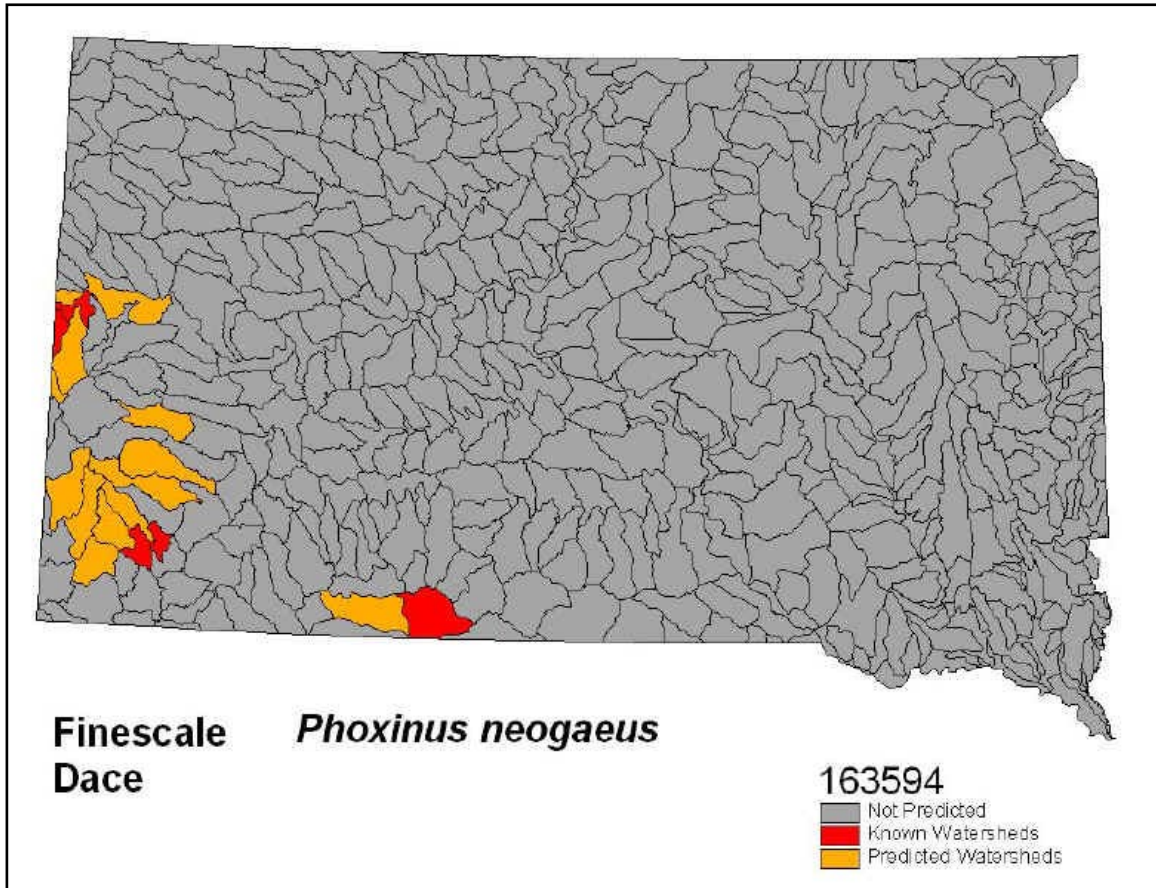 Finescale
Dace
Phoxinus neogaeus
163594
Not Predicted
Known Watersheds
Predicted Watersheds